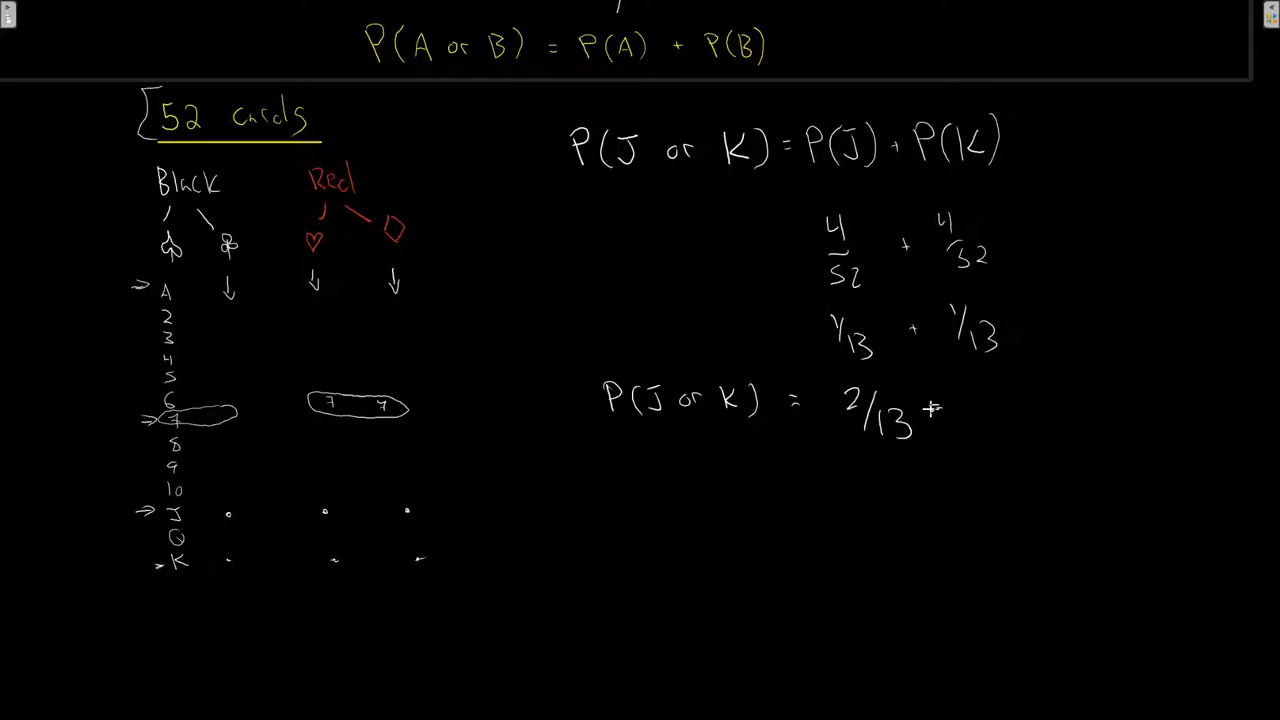 P(A or B) = P(A) + P(B)
52 cards
Black Red
A
2
3
4
5
6
7
8
9
10
J
Q
K
7 7
P(J or K) = P(J) + P(K)
4/52 + 4/52
1/13 + 1/13
P(J or K) = 2/13